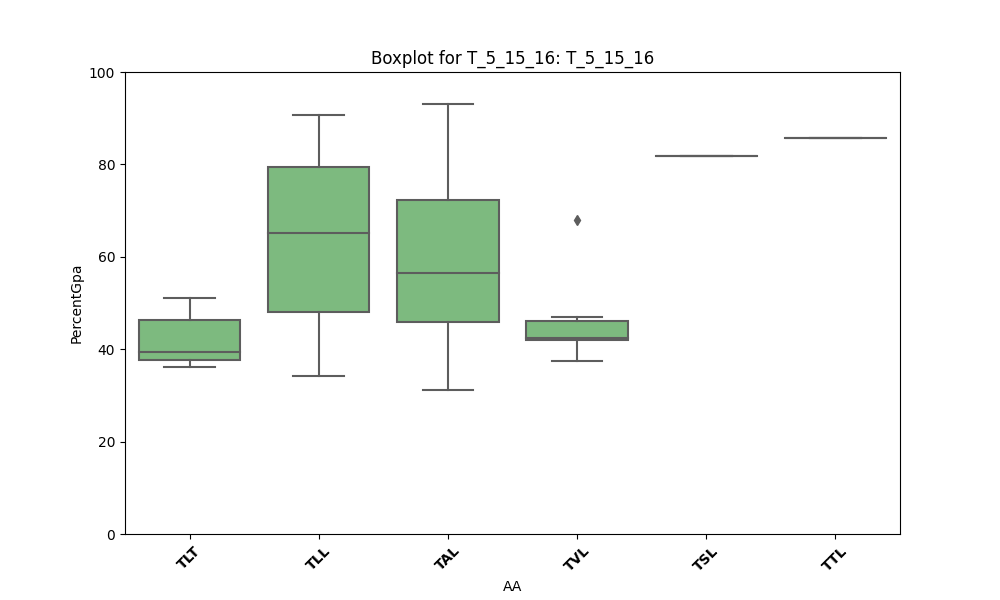 Boxplot for T_5_15_16: T_5_15_16
100
80
60
40
20
0
PercentGpa
TLT
TLL
TAL
TVL
TSL
TTL
AA